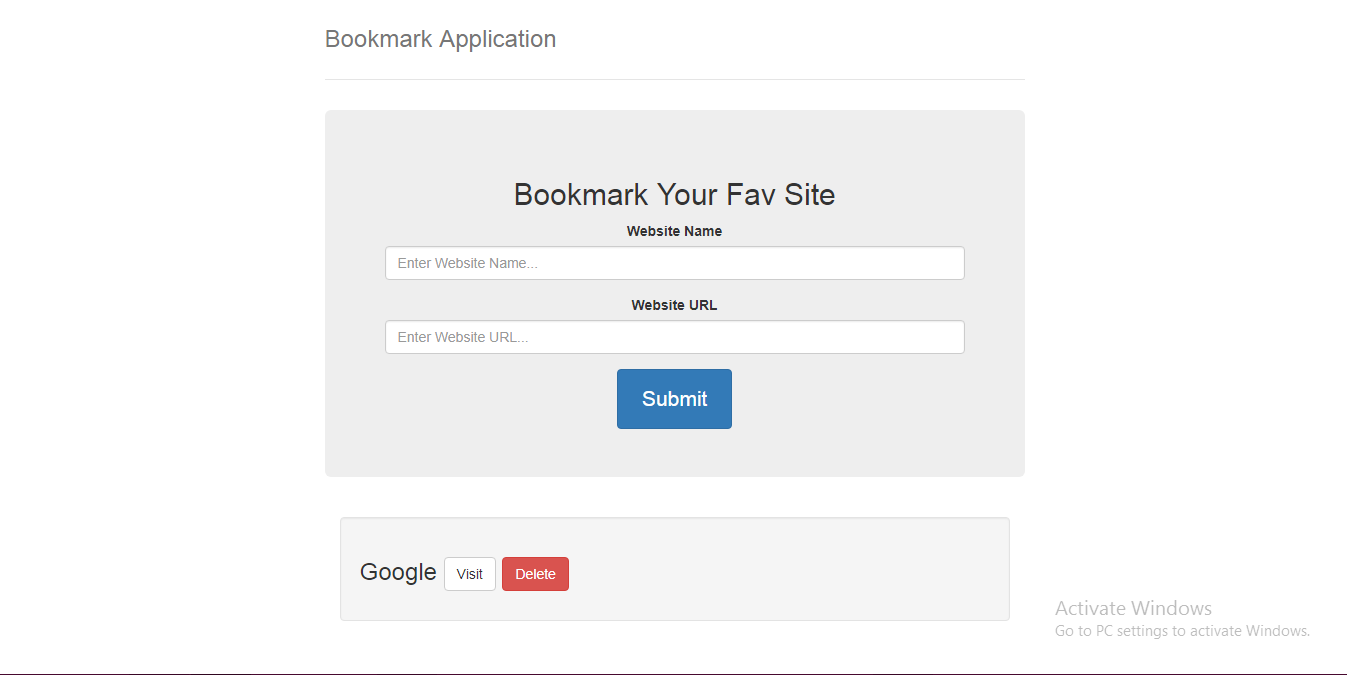 Bookmark Application
Bookmark Your Fav Site
Website Name
Enter Website Name...
Website URL
Enter Website URL...
Submit
Google Visit Delete
Activate Windows
Go to PC settings to activate Windows.